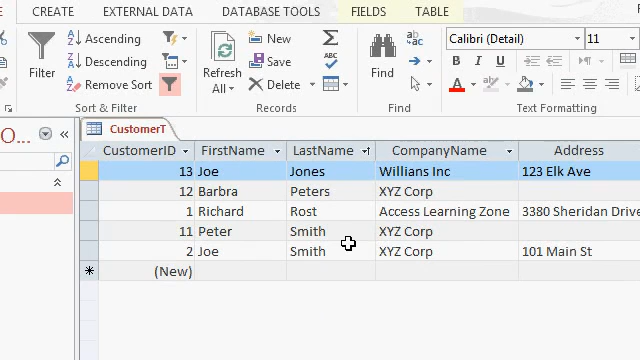 CREATE EXTERNAL DATA DATABASE TOOLS FIELDS TABLE
Filter
Ascending
Descending
Remove Sort
Sort & Filter
Refresh
All
New
Save
Delete
Records
Find
Find
Calibri (Detail) 11
B I U
A
Text Formatting
O...
CustomerT
CustomerID FirstName LastName CompanyName Address
13 Joe Jones Willians Inc 123 Elk Ave
12 Barbra Peters XYZ Corp
1 Richard Rost Access Learning Zone 3380 Sheridan Drive
11 Peter Smith XYZ Corp
2 Joe Smith XYZ Corp 101 Main St
(New)